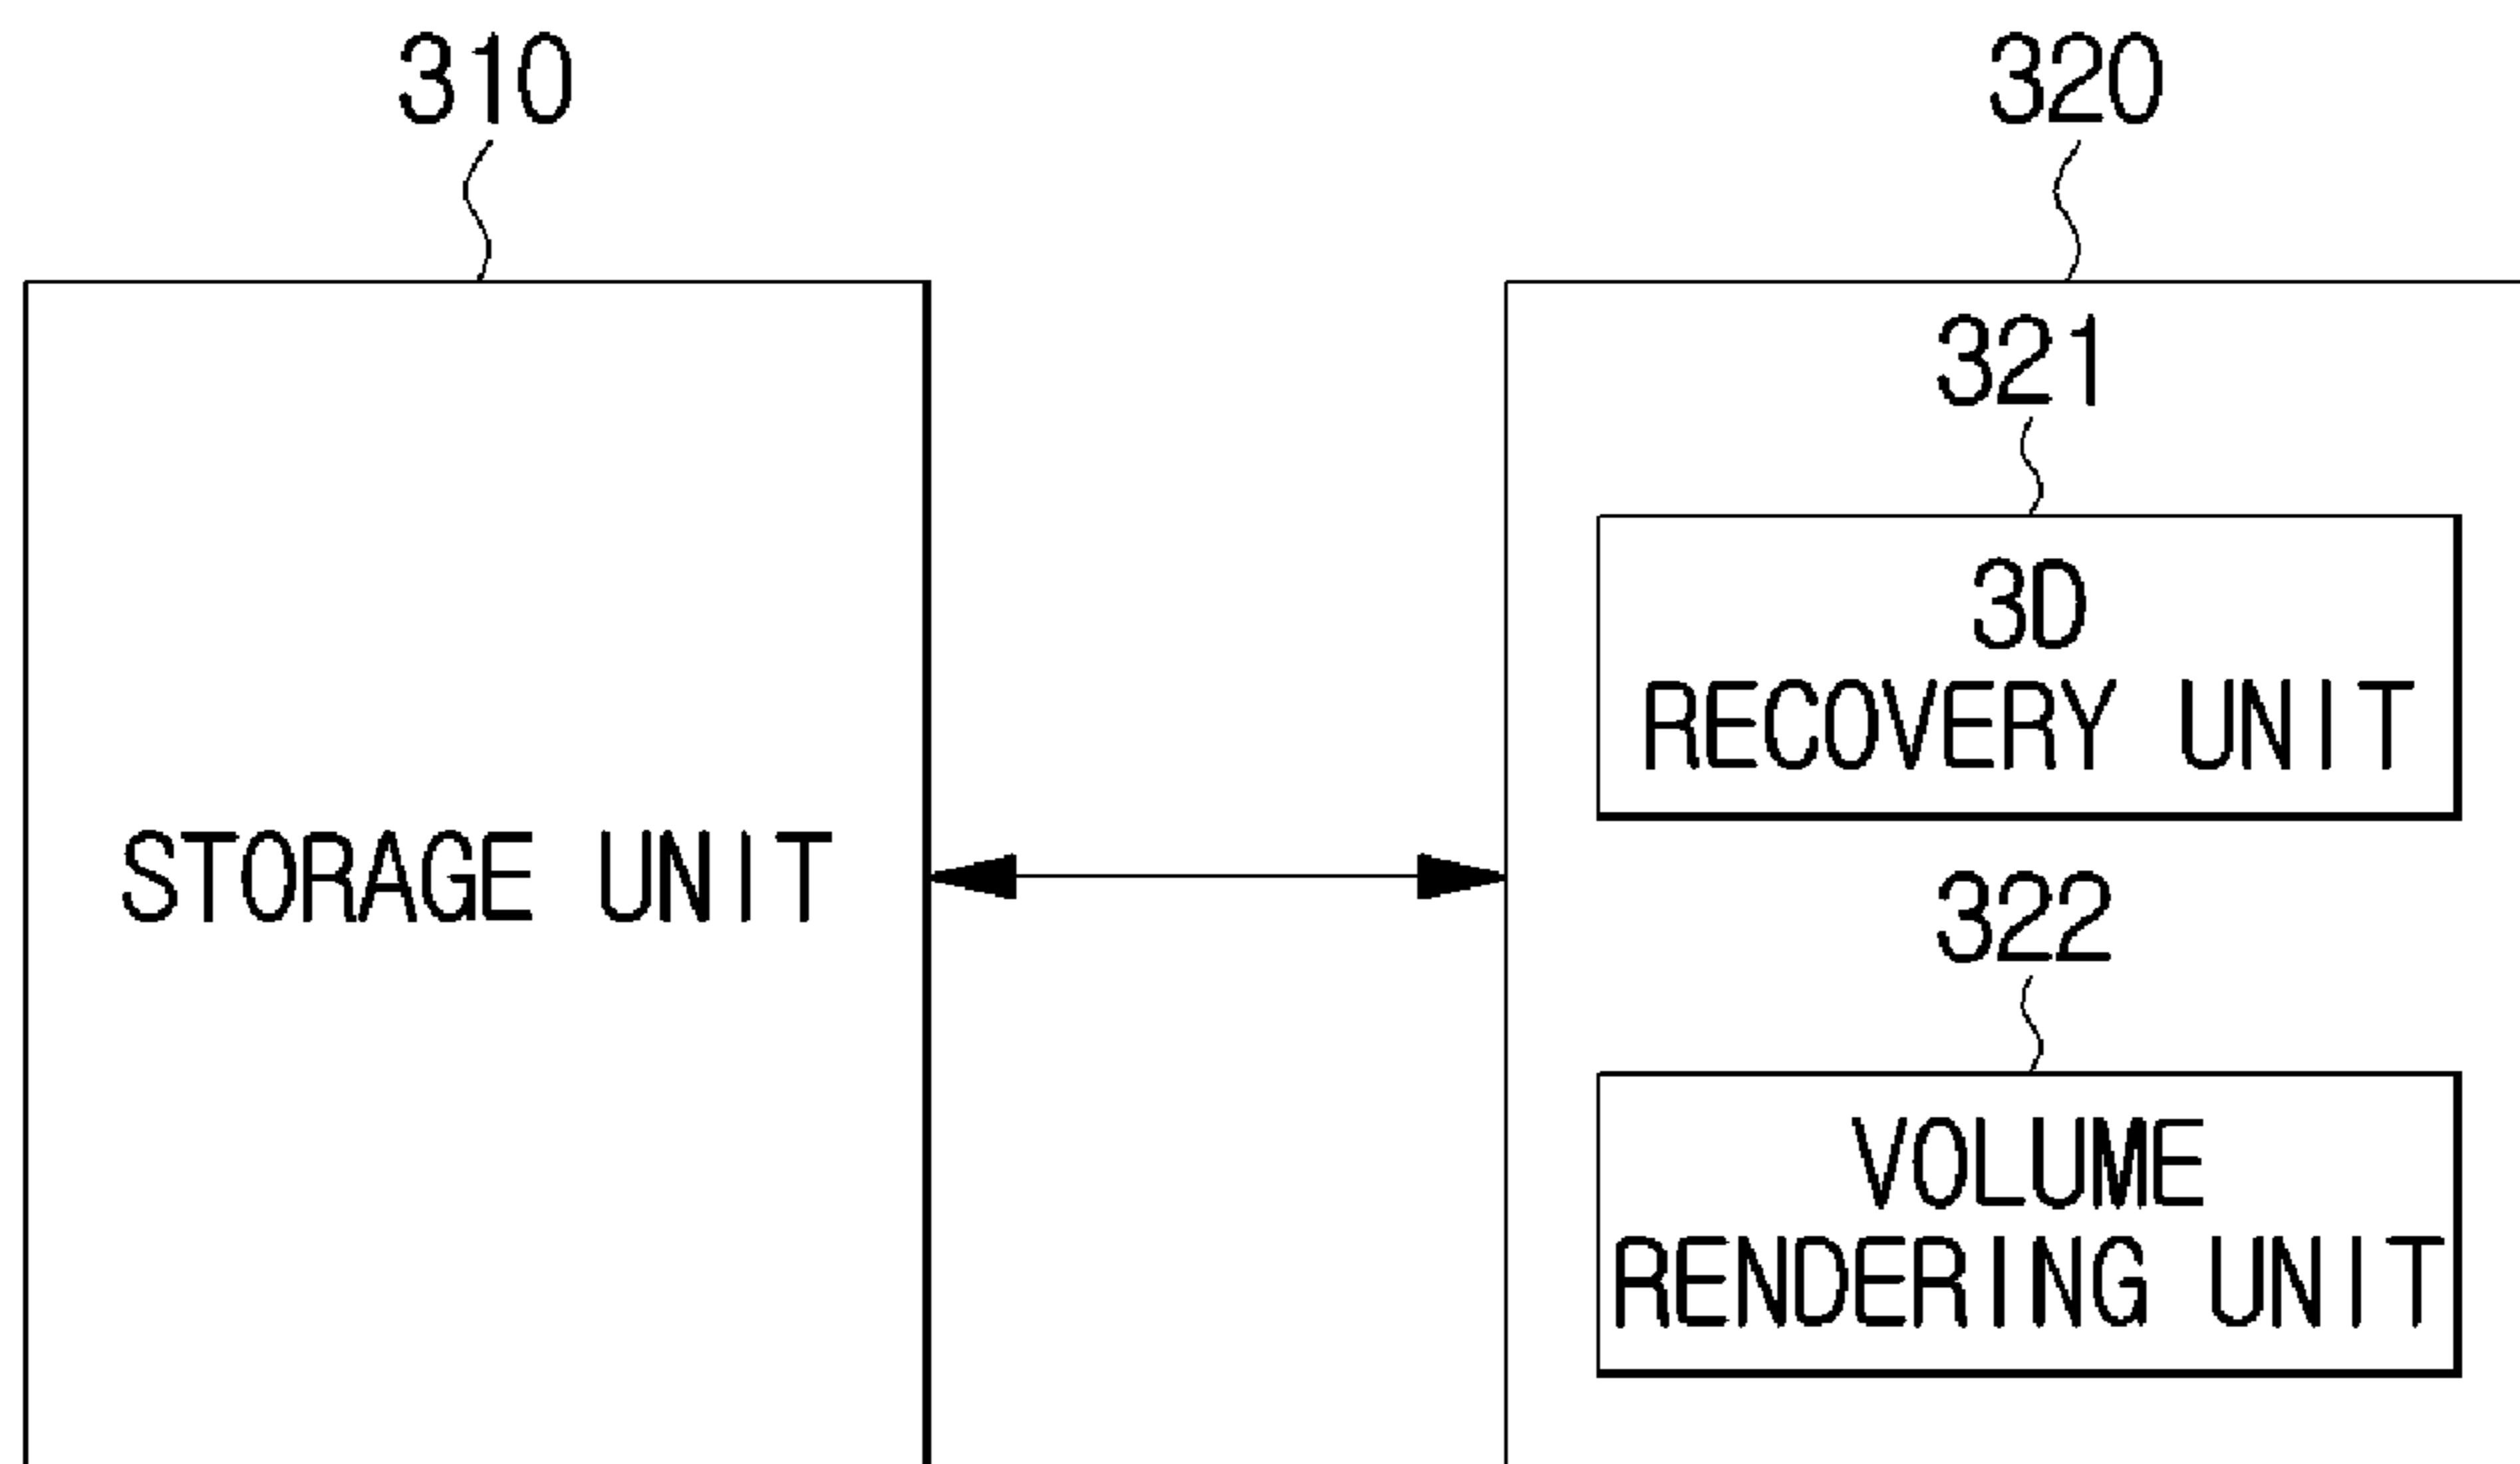 310
320
321
3D
RECOVERY UNIT
STORAGE UNIT
322
VOLUME
RENDERING UNIT